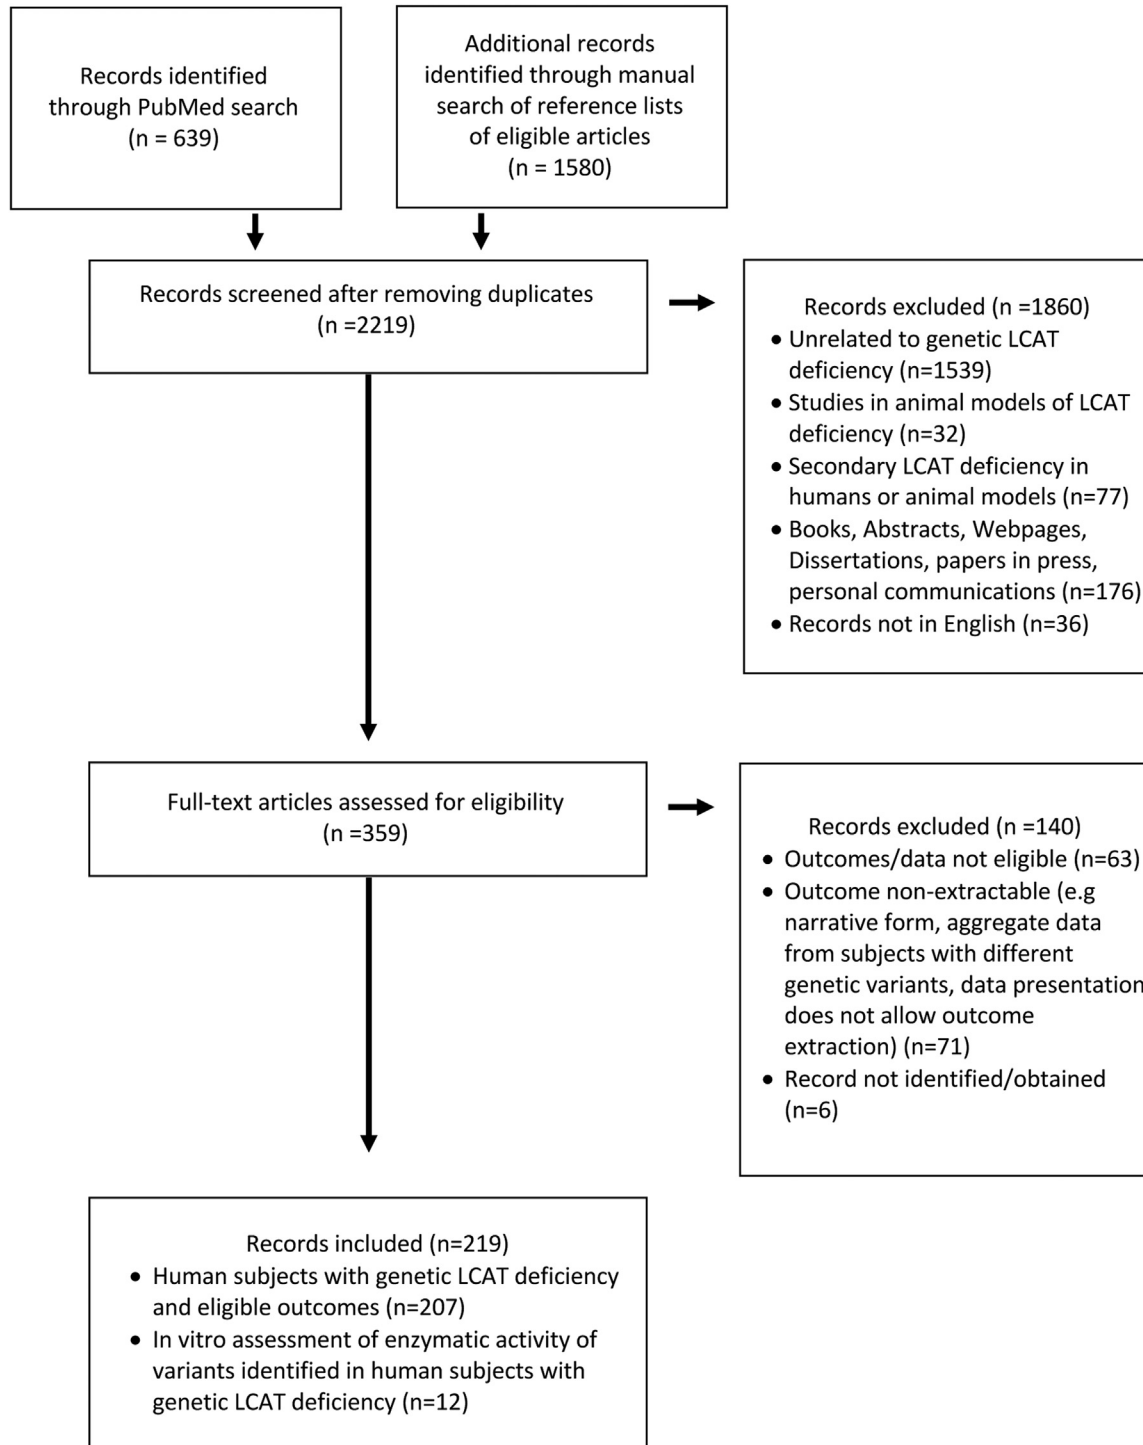 Records identified
through PubMed search
(n = 639)
Additional records
identified through manual
search of reference lists
of eligible articles
(n = 1580)
Records screened after removing duplicates
(n =2219)
Records excluded (n =1860)
• Unrelated to genetic LCAT
deficiency (n=1539)
• Studies in animal models of LCAT
deficiency (n=32)
• Secondary LCAT deficiency in
humans or animal models (n=77)
• Books, Abstracts, Webpages,
Dissertations, papers in press,
personal communications (n=176)
• Records not in English (n=36)
Full-text articles assessed for eligibility
(n =359)
Records excluded (n =140)
• Outcomes/data not eligible (n=63)
• Outcome non-extractable (e.g
narrative form, aggregate data
from subjects with different
genetic variants, data presentation
does not allow outcome
extraction) (n=71)
• Record not identified/obtained
(n=6)
Records included (n=219)
• Human subjects with genetic LCAT deficiency
and eligible outcomes (n=207)
• In vitro assessment of enzymatic activity of
variants identified in human subjects with
genetic LCAT deficiency (n=12)